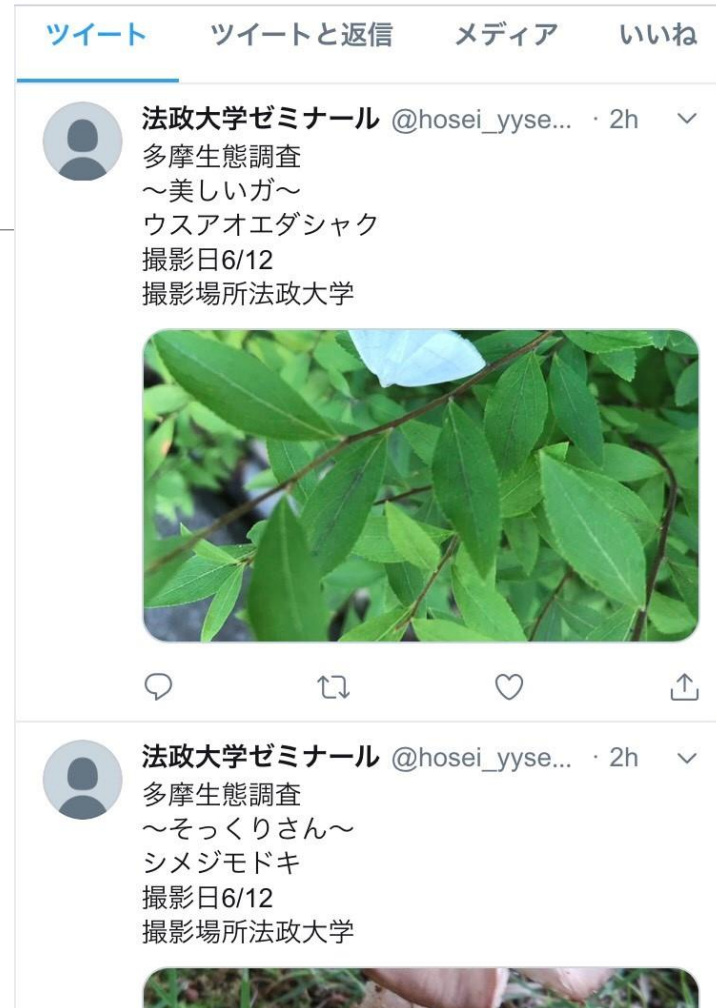 ツイート ツイートと返信 メディア いいね
法政大学ゼミナール @hosei_yyse... · 2h
多摩生態調査
〜美しいガ〜
ウスアオエダシャク
撮影日6/12
撮影場所法政大学
法政大学ゼミナール @hosei_yyse... · 2h
多摩生態調査
〜そっくりさん〜
シメジモドキ
撮影日6/12
撮影場所法政大学